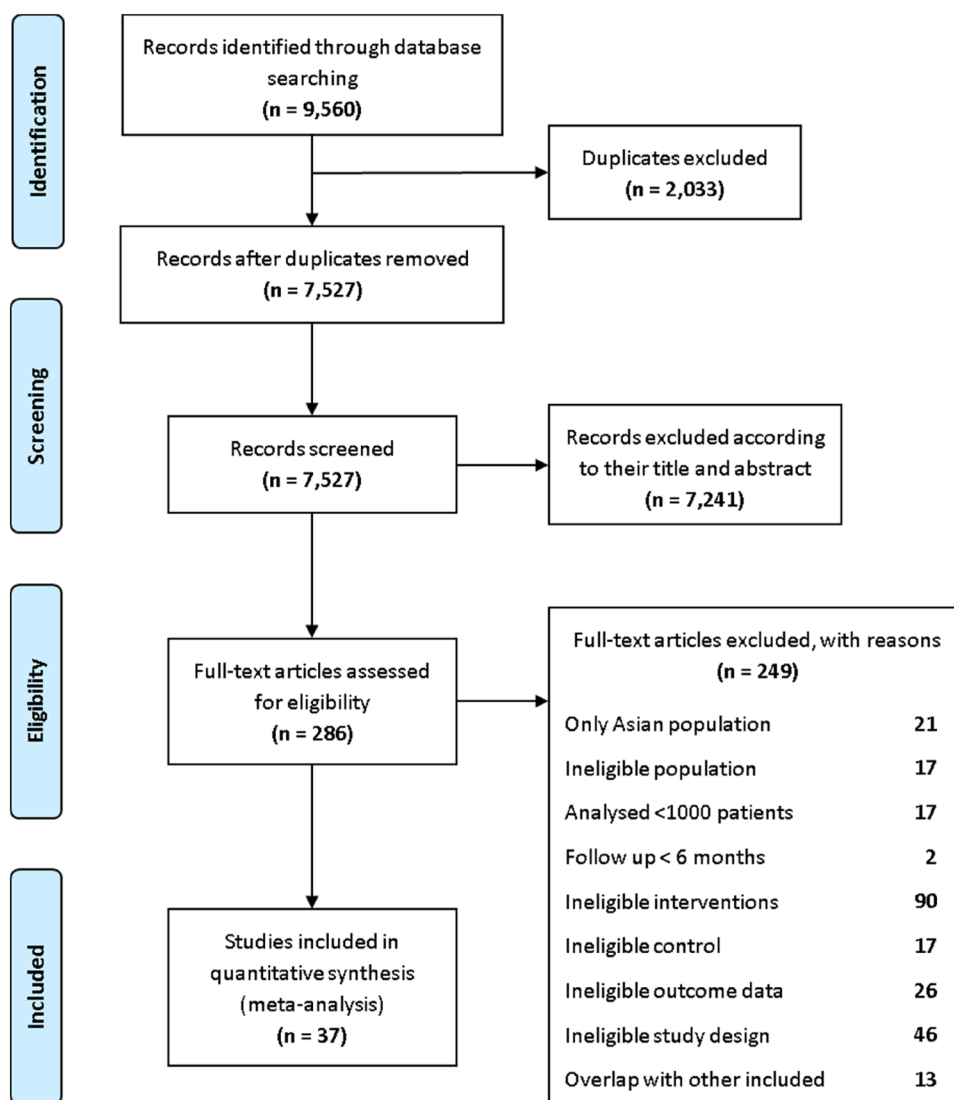 Identification
Records identified through database
searching
(n = 9,560)
Duplicates excluded
(n = 2,033)
Records after duplicates removed
(n = 7,527)
Screening
Records screened
(n = 7,527)
Records excluded according
to their title and abstract
(n = 7,241)
Eligibility
Full-text articles assessed
for eligibility
(n = 286)
Full-text articles excluded, with reasons
(n = 249)
Only Asian population 21
Ineligible population 17
Analysed <1000 patients 17
Follow up < 6 months 2
Ineligible interventions 90
Ineligible control 17
Ineligible outcome data 26
Ineligible study design 46
Overlap with other included 13
Included
Studies included in
quantitative synthesis
(meta-analysis)
(n = 37)